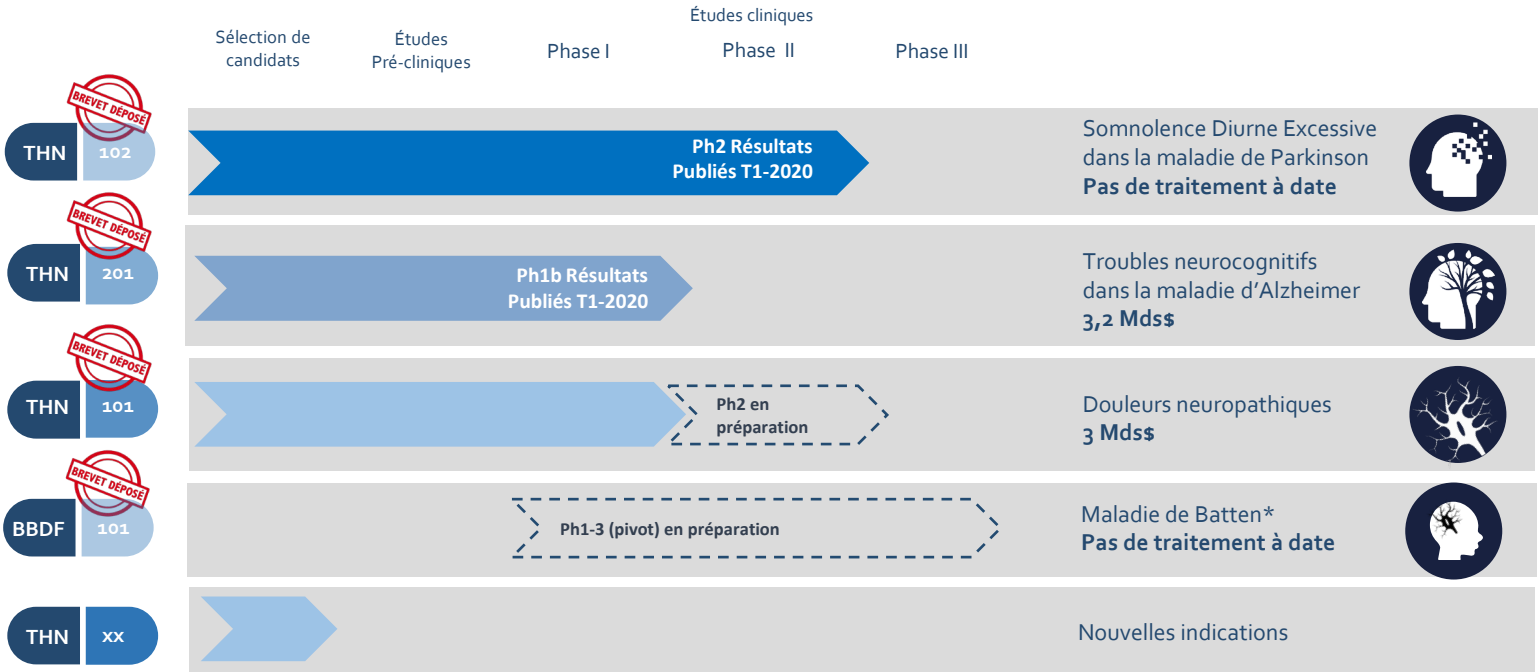 Études cliniques
Sélection de
candidats
Études
Pré-cliniques
Phase I
Phase II
Phase III
BREVET DÉPOSÉ
THN
102
Ph2 Résultats
Publiés T1-2020
Somnolence Diurne Excessive
dans la maladie de Parkinson
Pas de traitement à date
BREVET DÉPOSÉ
THN
201
Ph1b Résultats
Publiés T1-2020
Troubles neurocognitifs
dans la maladie d’Alzheimer
3,2 Mds$
BREVET DÉPOSÉ
THN
101
Ph2 en
préparation
Douleurs neuropathiques
3 Mds$
BREVET DÉPOSÉ
BBDF
101
Ph1-3 (pivot) en préparation
Maladie de Batten*
Pas de traitement à date
THN
xx
Nouvelles indications